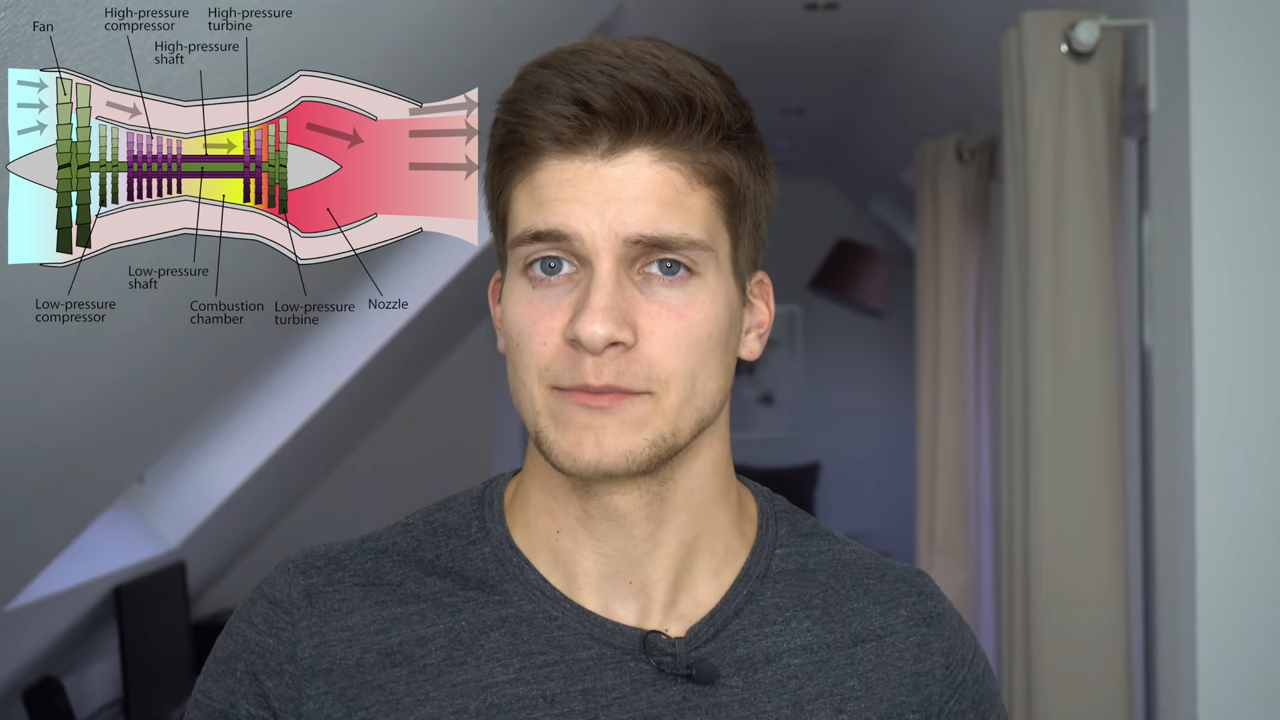 Fan
High-pressure
compressor
High-pressure
turbine
High-pressure
shaft
Low-pressure
shaft
Low-pressure
compressor
Combustion
chamber
Low-pressure
turbine
Nozzle